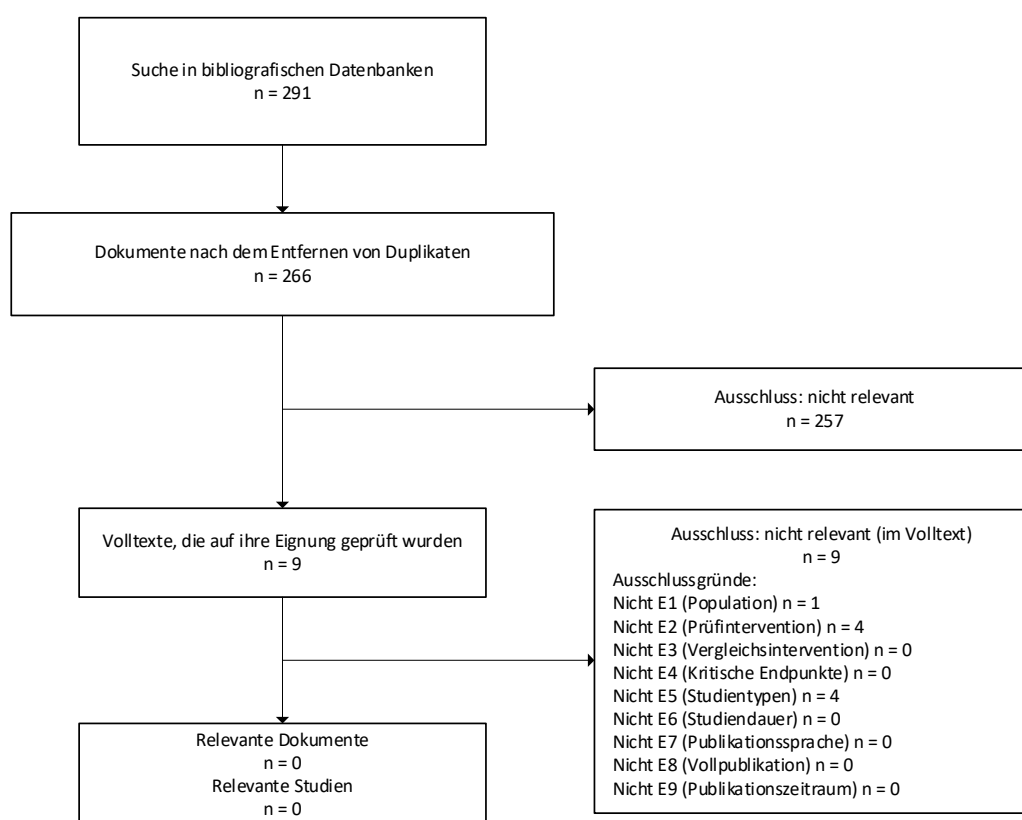 Suche in bibliografischen Datenbanken
n = 291
Dokumente nach dem Entfernen von Duplikaten
n = 266
Ausschluss: nicht relevant
n = 257
Volltexte, die auf ihre Eignung geprüft wurden
n = 9
Ausschluss: nicht relevant (im Volltext)
n = 9
Ausschlussgründe:
Nicht E1 (Population) n = 1
Nicht E2 (Prüfintervention) n = 4
Nicht E3 (Vergleichsintervention) n = 0
Nicht E4 (Kritische Endpunkte) n = 0
Nicht E5 (Studientypen) n = 4
Nicht E6 (Studiendauer) n = 0
Nicht E7 (Publikationssprache) n = 0
Nicht E8 (Vollpublikation) n = 0
Nicht E9 (Publikationszeitraum) n = 0
Relevante Dokumente
n = 0
Relevante Studien
n = 0